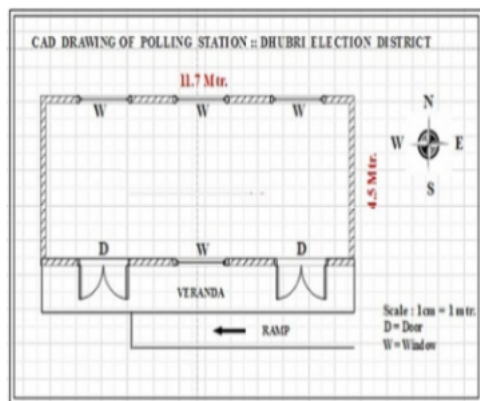 CAD DRAWING OF POLLING STATION :: DHUBRI ELECTION DISTRICT
11.7 Mtr.
W W W
N
W E
S
4.5 Mtr.
D W D
VERANDA
RAMP
Scale : 1cm = 1 mtr.
D = Door
W = Window